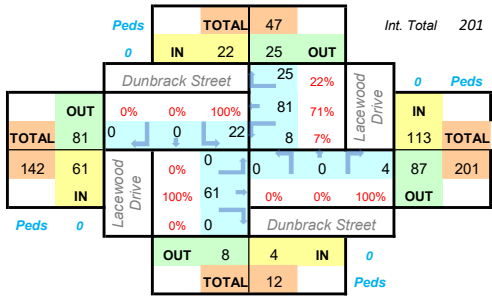 Peds TOTAL 47 Int. Total 201
0 IN 22 25 OUT
Dunbrack Street 25 22% Lacewood Drive 0 Peds
OUT 0% 0% 100% 81 71% IN
TOTAL 81 0 0 22 8 7% 113 TOTAL
142 61 Lacewood Drive 0% 0 0 0 4 87 201
IN 100% 61 0% 0% 100% OUT
Peds 0 0% 0 Dunbrack Street
OUT 8 4 IN 0
TOTAL 12 Peds